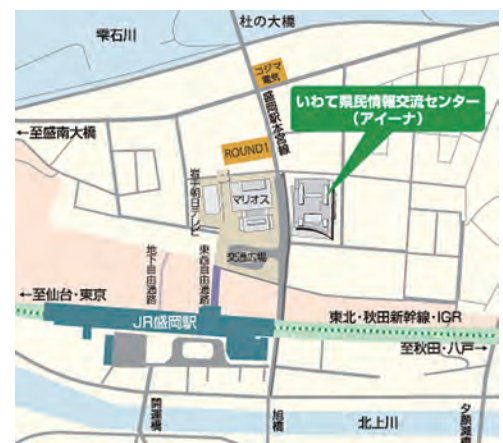 雫石川
杜の大橋
コジマ
電気
盛岡駅本宮線
いわて県民情報交流センター
(アイーナ)
←至盛南大橋
ROUND1
岩手朝日テレビ
マリオス
地下自由通路
東西自由通路
交通広場
←至仙台・東京
JR盛岡駅
東北・秋田新幹線・IGR
至秋田・八戸→
開運橋
旭橋
北上川
夕顔瀬橋